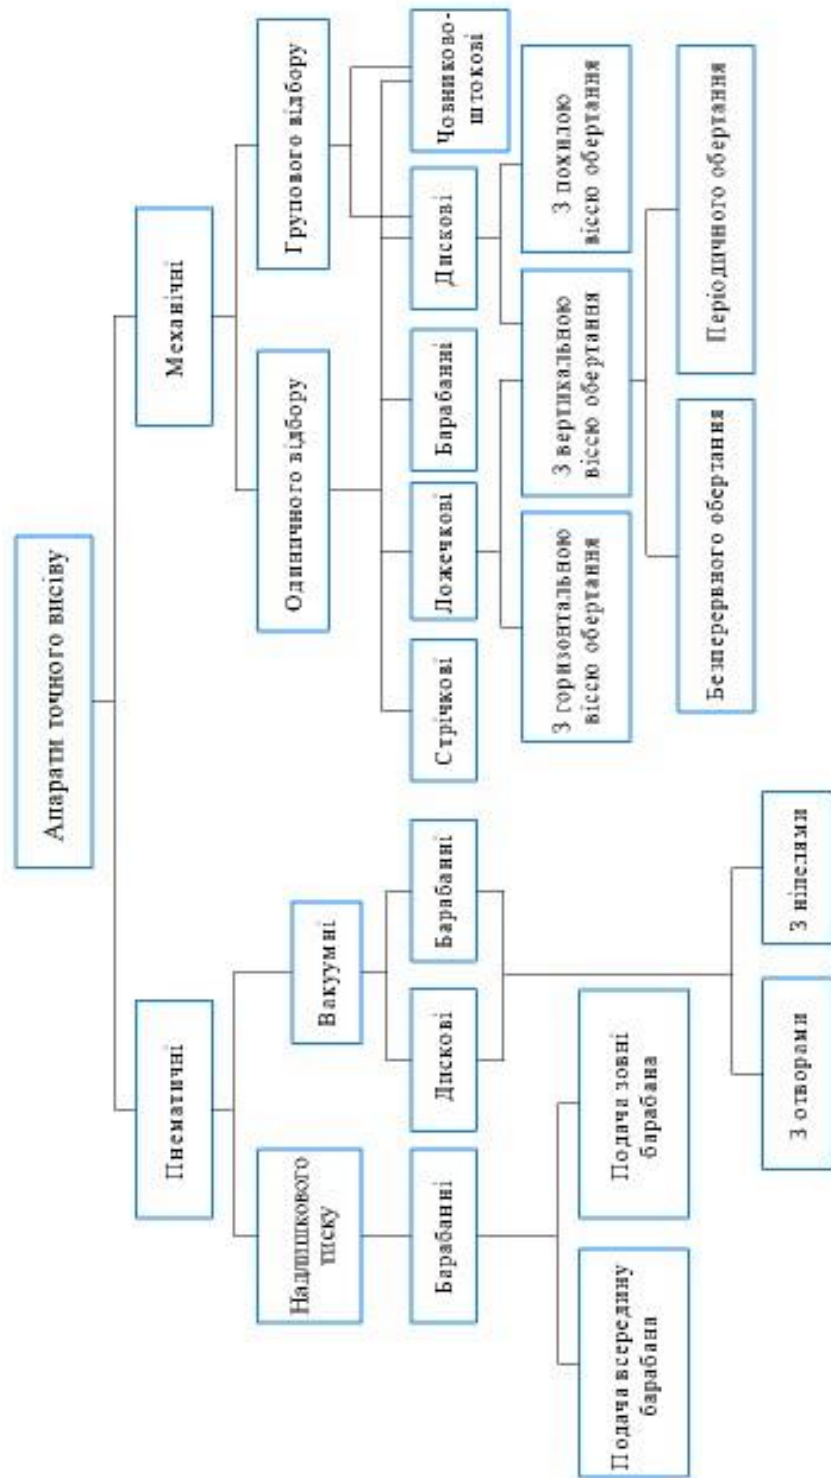 Апарати точного висіву
Пнематичні
Механічні
Надлишкового
тиску
Вакуумні
Одиничного відбору
Групового відбору
Барабанні
Дискові
Барабанні
Стрічкові
Ложечкові
Барабанні
Дискові
Човниково-
штокові
Подача всередину
барабана
Подача зовні
барабана
З горизонтальною
віссю обертання
З вертикальною
віссю обертання
З похилою
віссю обертання
З отворами
З ніпелями
Безперервного обертання
Періодичного обертання